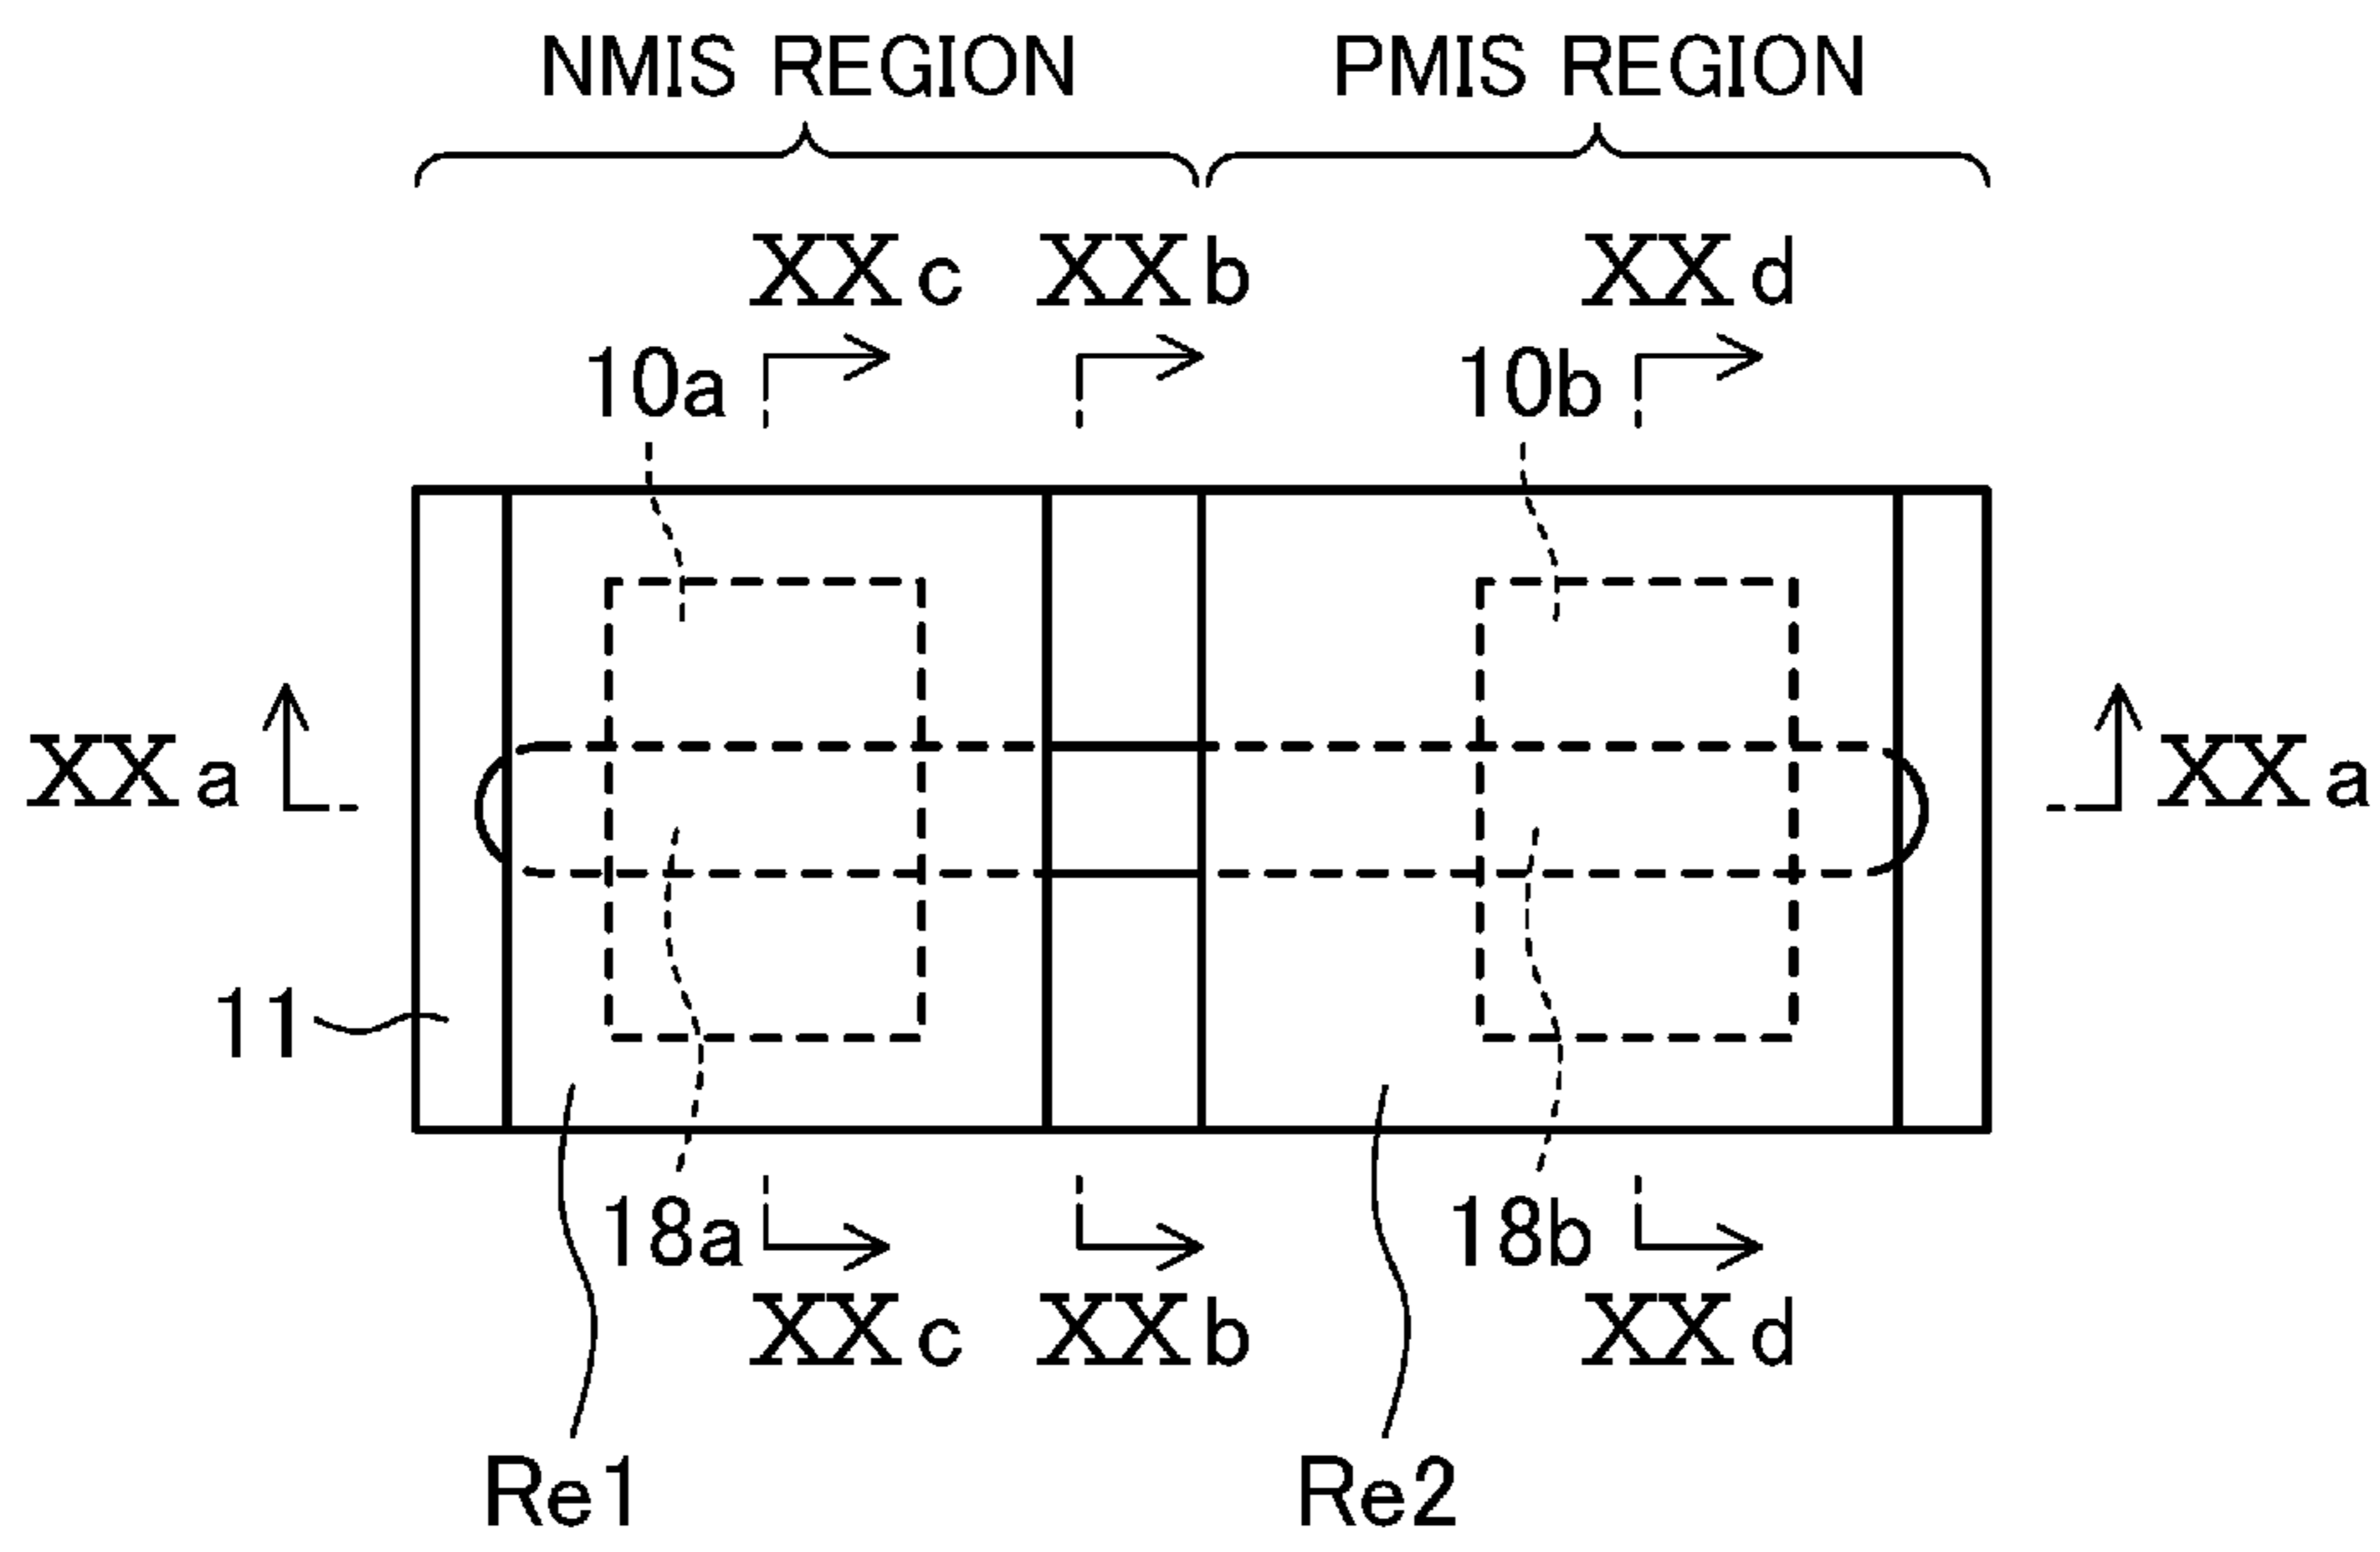 NMIS REGION PMIS REGION
XXc XXb XXd
10a 10b
XXa XXa
11
18a 18b
XXc XXb XXd
Re1 Re2